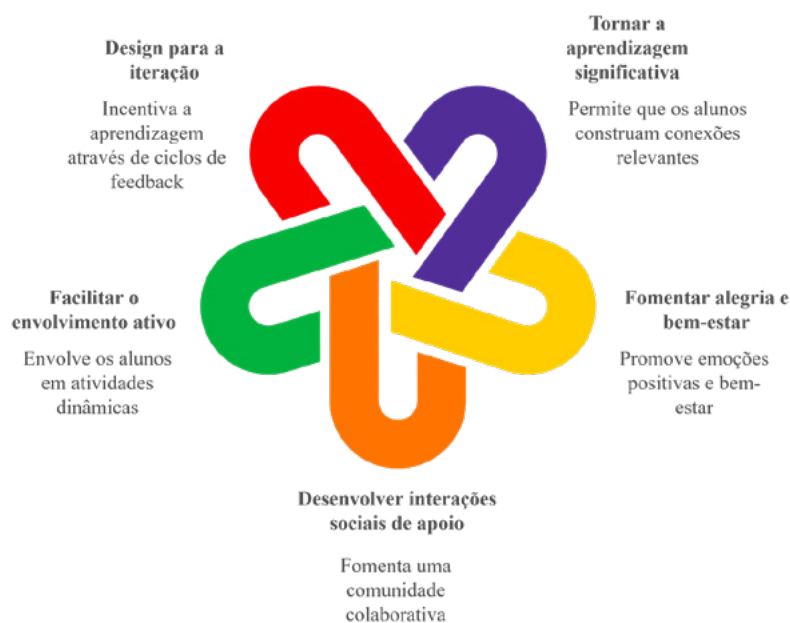 Design para a
iteração
Incentiva a
aprendizagem
através de ciclos de
feedback
Tornar a
aprendizagem
significativa
Permite que os alunos
construam conexões
relevantes
Facilitar o
envolvimento ativo
Envolve os alunos
em atividades
dinâmicas
Fomentar alegria e
bem-estar
Promove emoções
positivas e bem-
estar
Desenvolver interações
sociais de apoio
Fomenta uma
comunidade
colaborativa